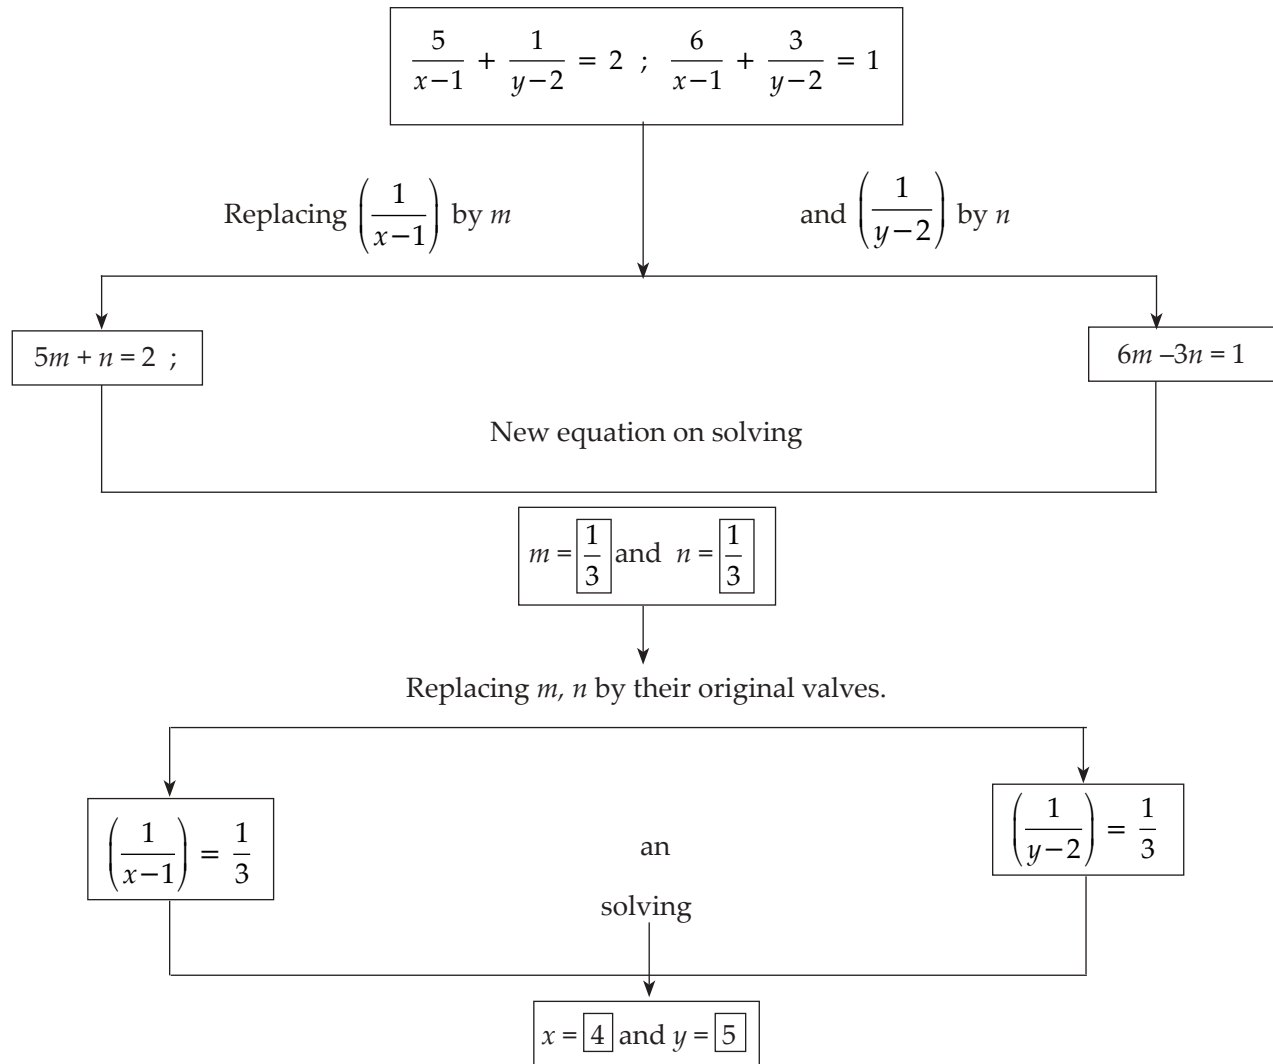 5/(x−1) + 1/(y−2) = 2 ; 6/(x−1) + 3/(y−2) = 1
Replacing (1/(x−1)) by m and (1/(y−2)) by n
5m + n = 2 ; 6m –3n = 1
New equation on solving
m = 1/3 and n = 1/3
Replacing m, n by their original valves.
(1/(x−1)) = 1/3 an (1/(y−2)) = 1/3
solving
x = 4 and y = 5